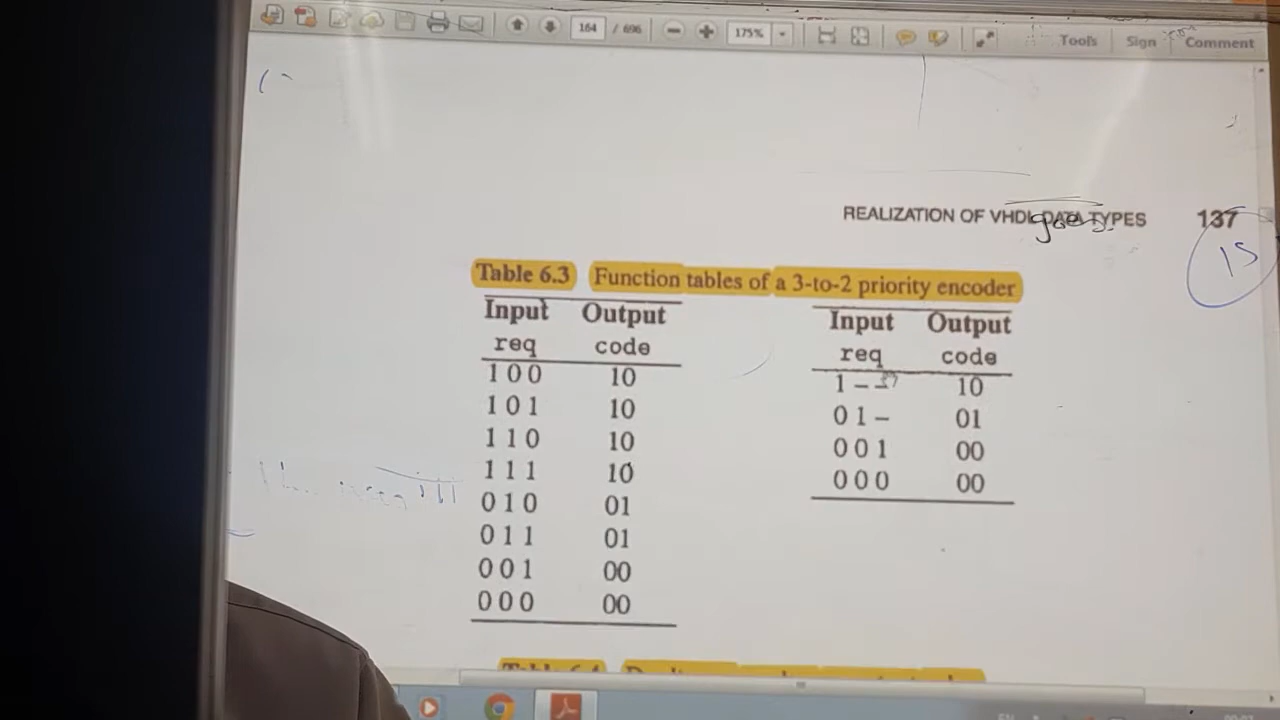 164 / 696 175% Tools Sign Comment
REALIZATION OF VHDL DATA TYPES 137
15
Table 6.3 Function tables of a 3-to-2 priority encoder
Input Output
req code
1 0 0 10
1 0 1 10
1 1 0 10
1 1 1 10
0 1 0 01
0 1 1 01
0 0 1 00
0 0 0 00
Input Output
req code
1 – – 10
0 1 – 01
0 0 1 00
0 0 0 00